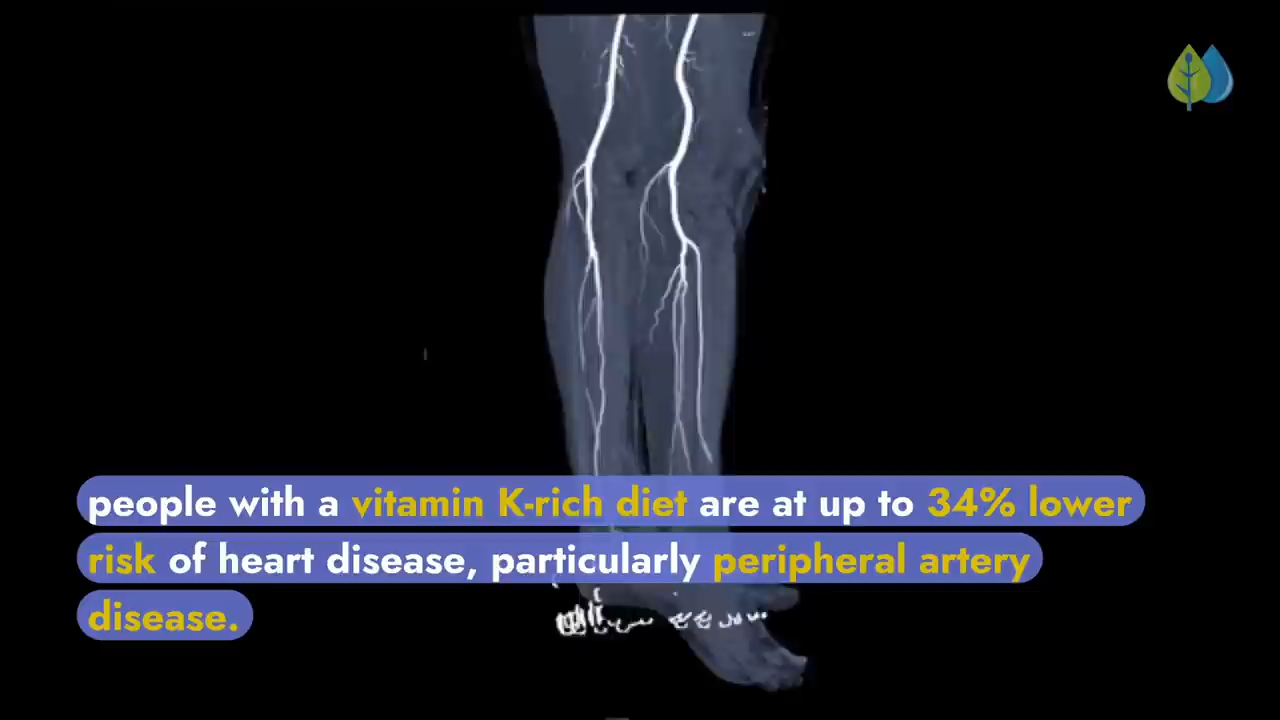 people with a vitamin K-rich diet are at up to 34% lower
risk of heart disease, particularly peripheral artery
disease.